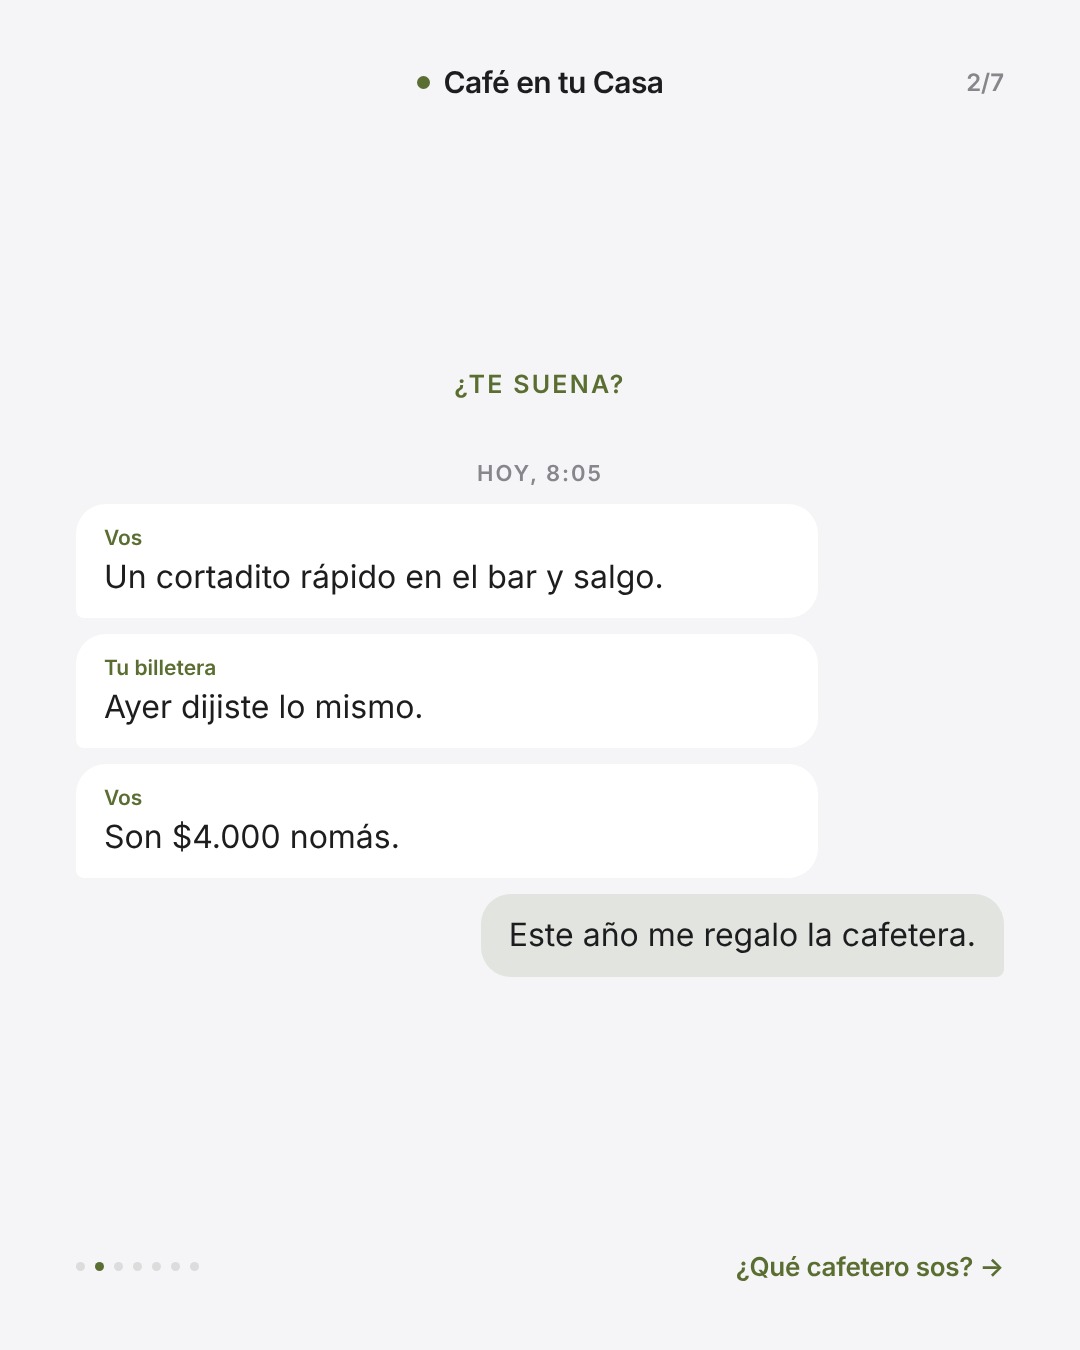 Café en tu Casa
2/7
¿TE SUENA?
HOY, 8:05
Vos
Un cortadito rápido en el bar y salgo.
Tu billetera
Ayer dijiste lo mismo.
Vos
Son $4.000 nomás.
Este año me regalo la cafetera.
¿Qué cafetero sos? →